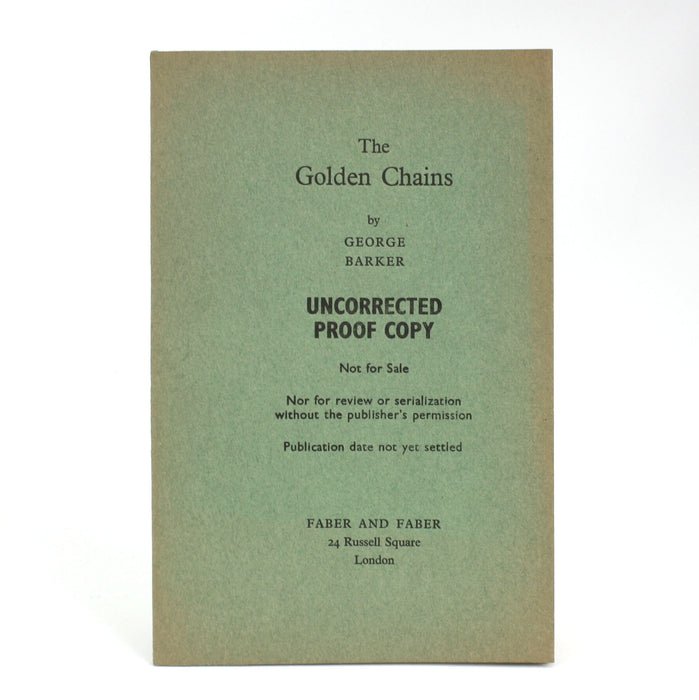 The
Golden Chains
by
GEORGE
BARKER
UNCORRECTED
PROOF COPY
Not for Sale
Nor for review or serialization
without the publisher's permission
Publication date not yet settled
FABER AND FABER
24 Russell Square
London